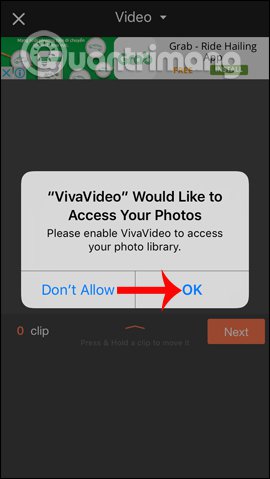 Video
Grab - Ride Hailing
App
FREE
INSTALL
Quantrimang
"VivaVideo" Would Like to
Access Your Photos
Please enable VivaVideo to access
your photo library.
Don't Allow
OK
0 clip
Next
Press & Hold a clip to move it